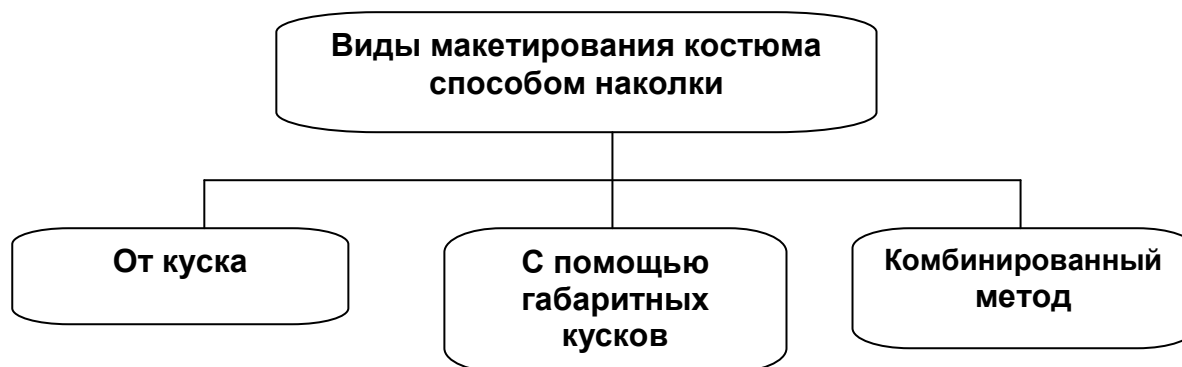 Виды макетирования костюма
способом наколки
От куска
С помощью
габаритных
кусков
Комбинированный
метод